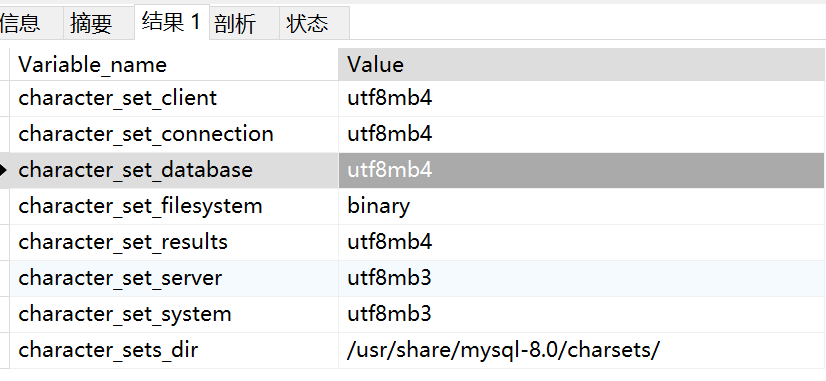 信息 摘要 结果 1 剖析 状态
Variable_name Value
character_set_client utf8mb4
character_set_connection utf8mb4
character_set_database utf8mb4
character_set_filesystem binary
character_set_results utf8mb4
character_set_server utf8mb3
character_set_system utf8mb3
character_sets_dir /usr/share/mysql-8.0/charsets/